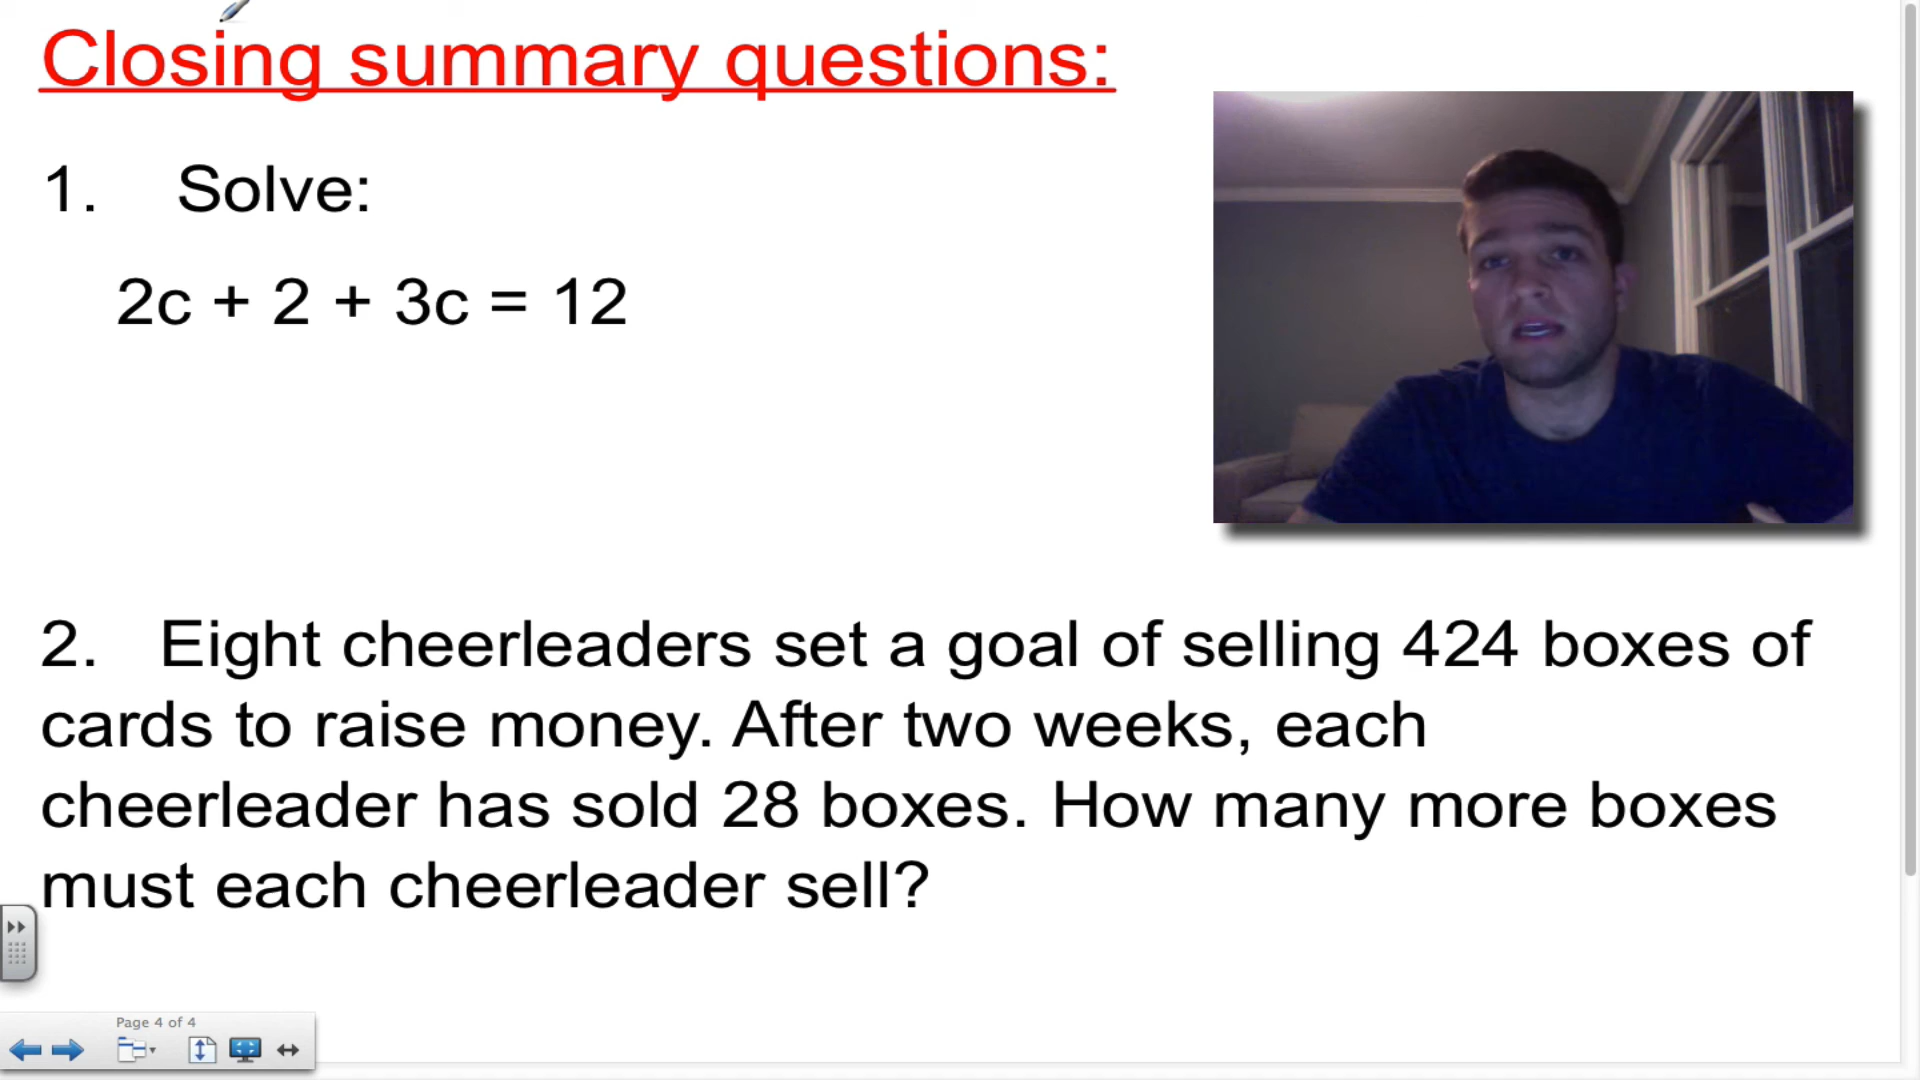 Closing summary questions:
1. Solve:
2c + 2 + 3c = 12
2. Eight cheerleaders set a goal of selling 424 boxes of
cards to raise money. After two weeks, each
cheerleader has sold 28 boxes. How many more boxes
must each cheerleader sell?
Page 4 of 4